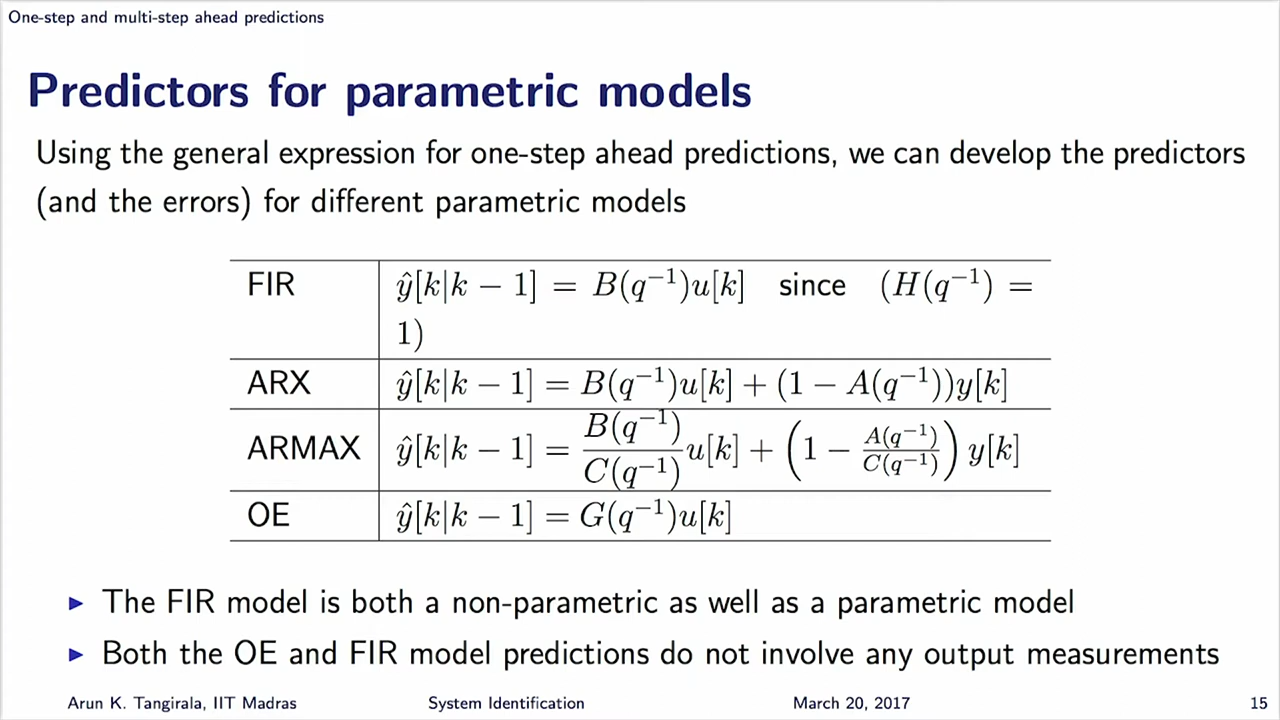 One-step and multi-step ahead predictions
Predictors for parametric models
Using the general expression for one-step ahead predictions, we can develop the predictors
(and the errors) for different parametric models
FIR ŷ[k|k − 1] = B(q⁻¹)u[k] since (H(q⁻¹) =
1)
ARX ŷ[k|k − 1] = B(q⁻¹)u[k] + (1 − A(q⁻¹))y[k]
ARMAX ŷ[k|k − 1] = B(q⁻¹)/C(q⁻¹) u[k] + (1 − A(q⁻¹)/C(q⁻¹)) y[k]
OE ŷ[k|k − 1] = G(q⁻¹)u[k]
▶ The FIR model is both a non-parametric as well as a parametric model
▶ Both the OE and FIR model predictions do not involve any output measurements
Arun K. Tangirala, IIT Madras System Identification March 20, 2017 15